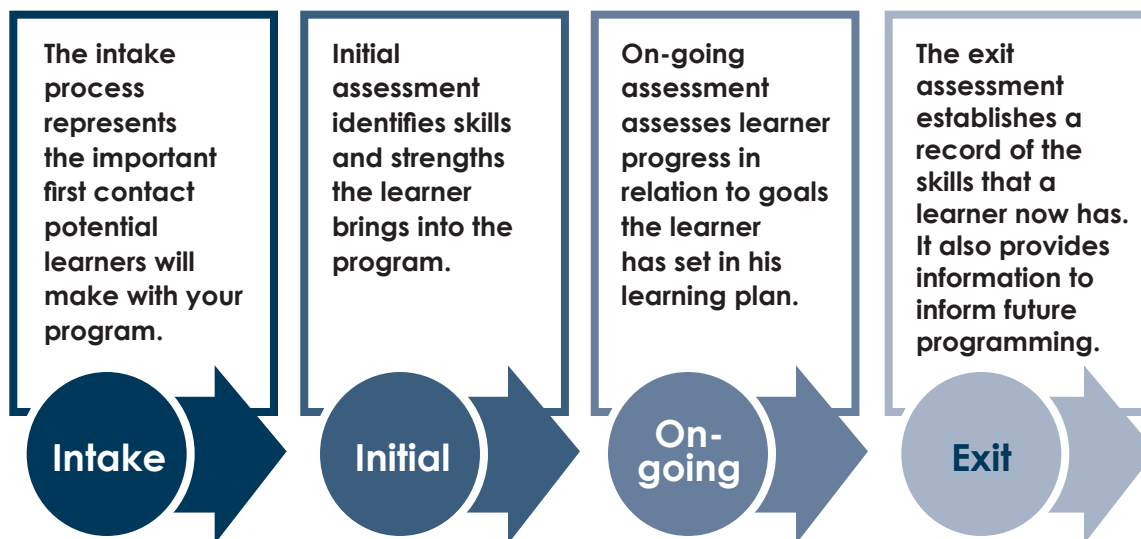 The intake
process
represents
the important
first contact
potential
learners will
make with your
program.
Intake
Initial
assessment
identifies skills
and strengths
the learner
brings into the
program.
Initial
On-going
assessment
assesses learner
progress in
relation to goals
the learner
has set in his
learning plan.
On-
going
The exit
assessment
establishes a
record of the
skills that a
learner now has.
It also provides
information to
inform future
programming.
Exit